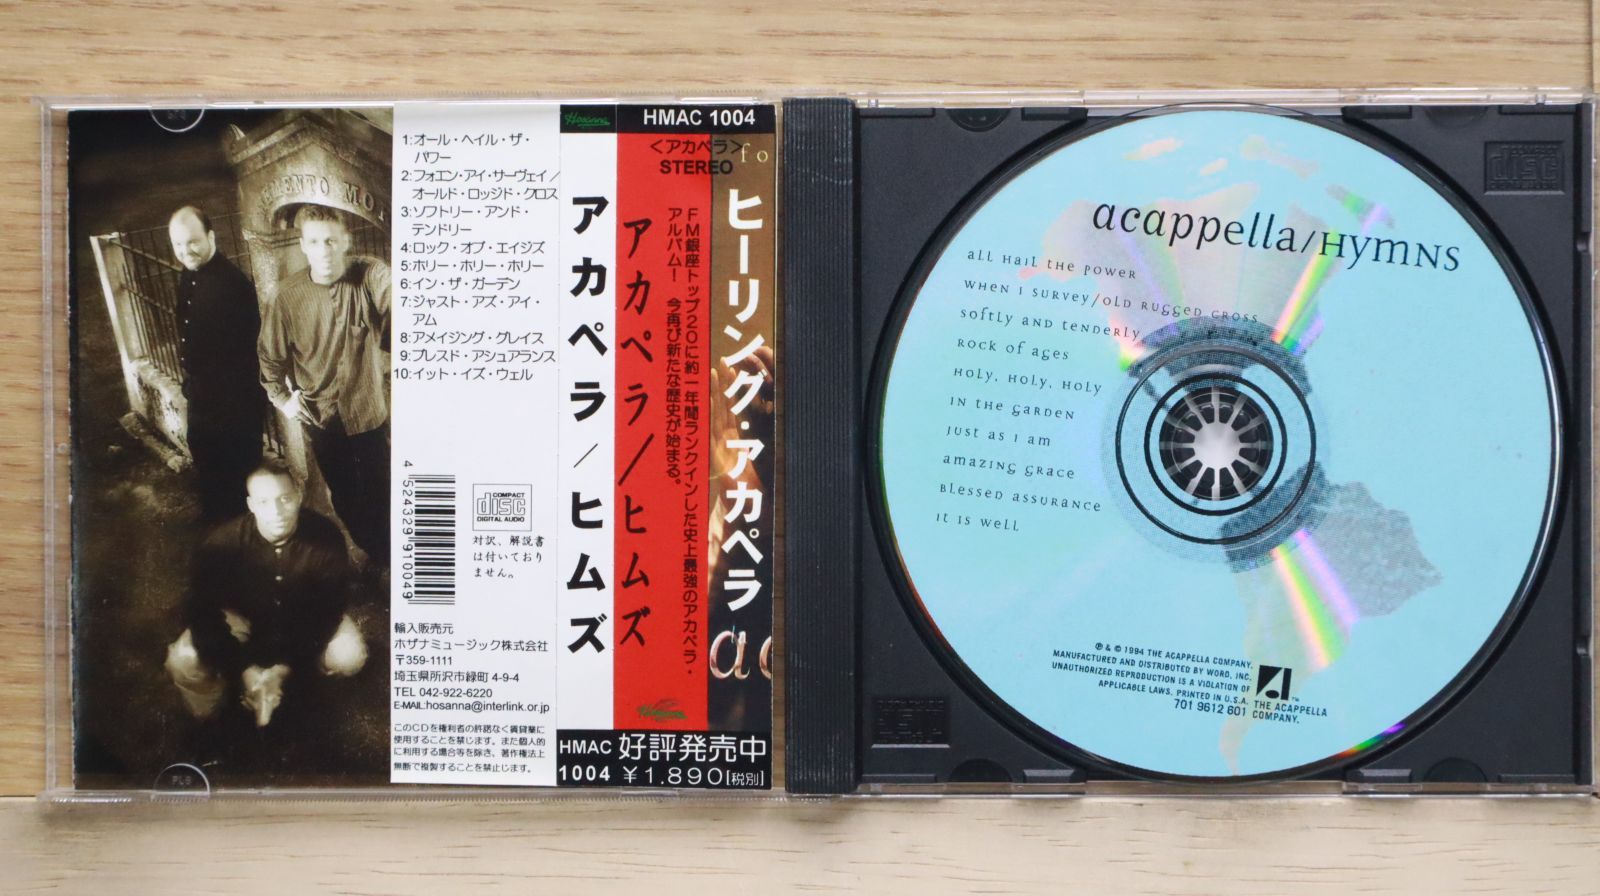 MENTO MO
1:オール・ヘイル・ザ・
パワー
2:フォエン・アイ・サーヴェイ/
オールド・ロッジド・クロス
3:ソフトリー・アンド・
テンドリー
4:ロック・オブ・エイジズ
5:ホリー・ホリー・ホリー
6:イン・ザ・ガーデン
7:ジャスト・アズ・アイ・
アム
8:アメイジング・グレイス
9:ブレスド・アシュアランス
10:イット・イズ・ウェル
4 524329 910049
COMPACT
disc
DIGITAL AUDIO
対訳、解説書
は付いており
ません。
輸入販売元
ホザナミュージック株式会社
〒359-1111
埼玉県所沢市緑町 4-9-4
TEL 042-922-6220
E-MAIL:hosanna@interlink.or.jp
このCDを権利者の許諾なく賃貸業に
使用することを禁じます。また個人的
に利用する場合等を除き、著作権法上
無断で複製することを禁止します。
Hosanna
アカペラ/ヒムズ
HMAC 1004
<アカペラ>
STEREO
ヒーリング・アカペラ
FM銀座トップ20に約一年間ランクインした史上最強のアカペラ・
アルバム! 今再び新たな歴史が始まる。
アカペラ/ヒムズ
Hosanna
HMAC
1004
好評発売中
¥1.890[税別]
fo
ac
acappella/HymNS
all Hail the power
when I survey/old rugged cross
softly and tenderly
rock of ages
Holy, Holy, Holy
in the garden
just as I am
amazing grace
Blessed assurance
it is well
℗ & © 1994 THE ACAPPELLA COMPANY.
MANUFACTURED AND DISTRIBUTED BY WORD, INC.
UNAUTHORIZED REPRODUCTION IS A VIOLATION OF
APPLICABLE LAWS. PRINTED IN U.S.A.
701 9612 601
THE ACAPPELLA
COMPANY.
TM
COMPACT
disc